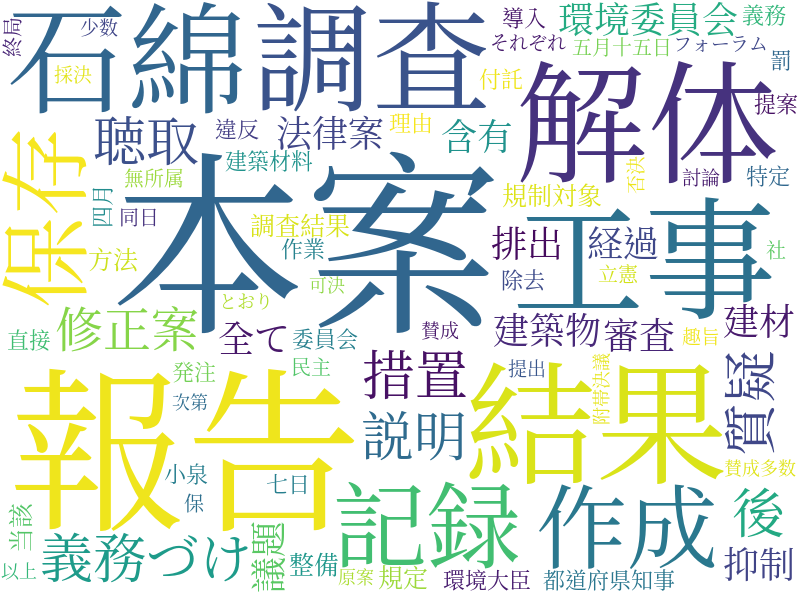 終局
少数
石綿
調査
採決
導入
環境委員会
義務
それぞれ
五月十五日
フォーラム
罰
付託
解体
提案
保存
聴取
違反
法律案
理由
含有
建築材料
無所属
本案
否決
討論
特定
四月
同日
調査結果
規制対象
工事
方法
作業
排出
経過
社
除去
立憲
とおり
可決
直接
修正案
全て
委員会
賛成
建築物
審査
趣旨
建材
発注
民主
措置
提出
附帯決議
質疑
次第
報告
説明
結果
小泉
七日
保
賛成多数
当該
記録
作成
後
以上
義務づけ
議題
整備
原案
規定
環境大臣
都道府県知事
抑制